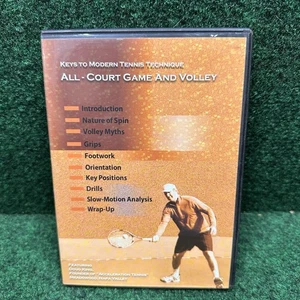 Keys to Modern Tennis Technique
All - Court Game And Volley
Introduction
Nature of Spin
Volley Myths
Grips
Footwork
Orientation
Key Positions
Drills
Slow-Motion Analysis
Wrap-Up